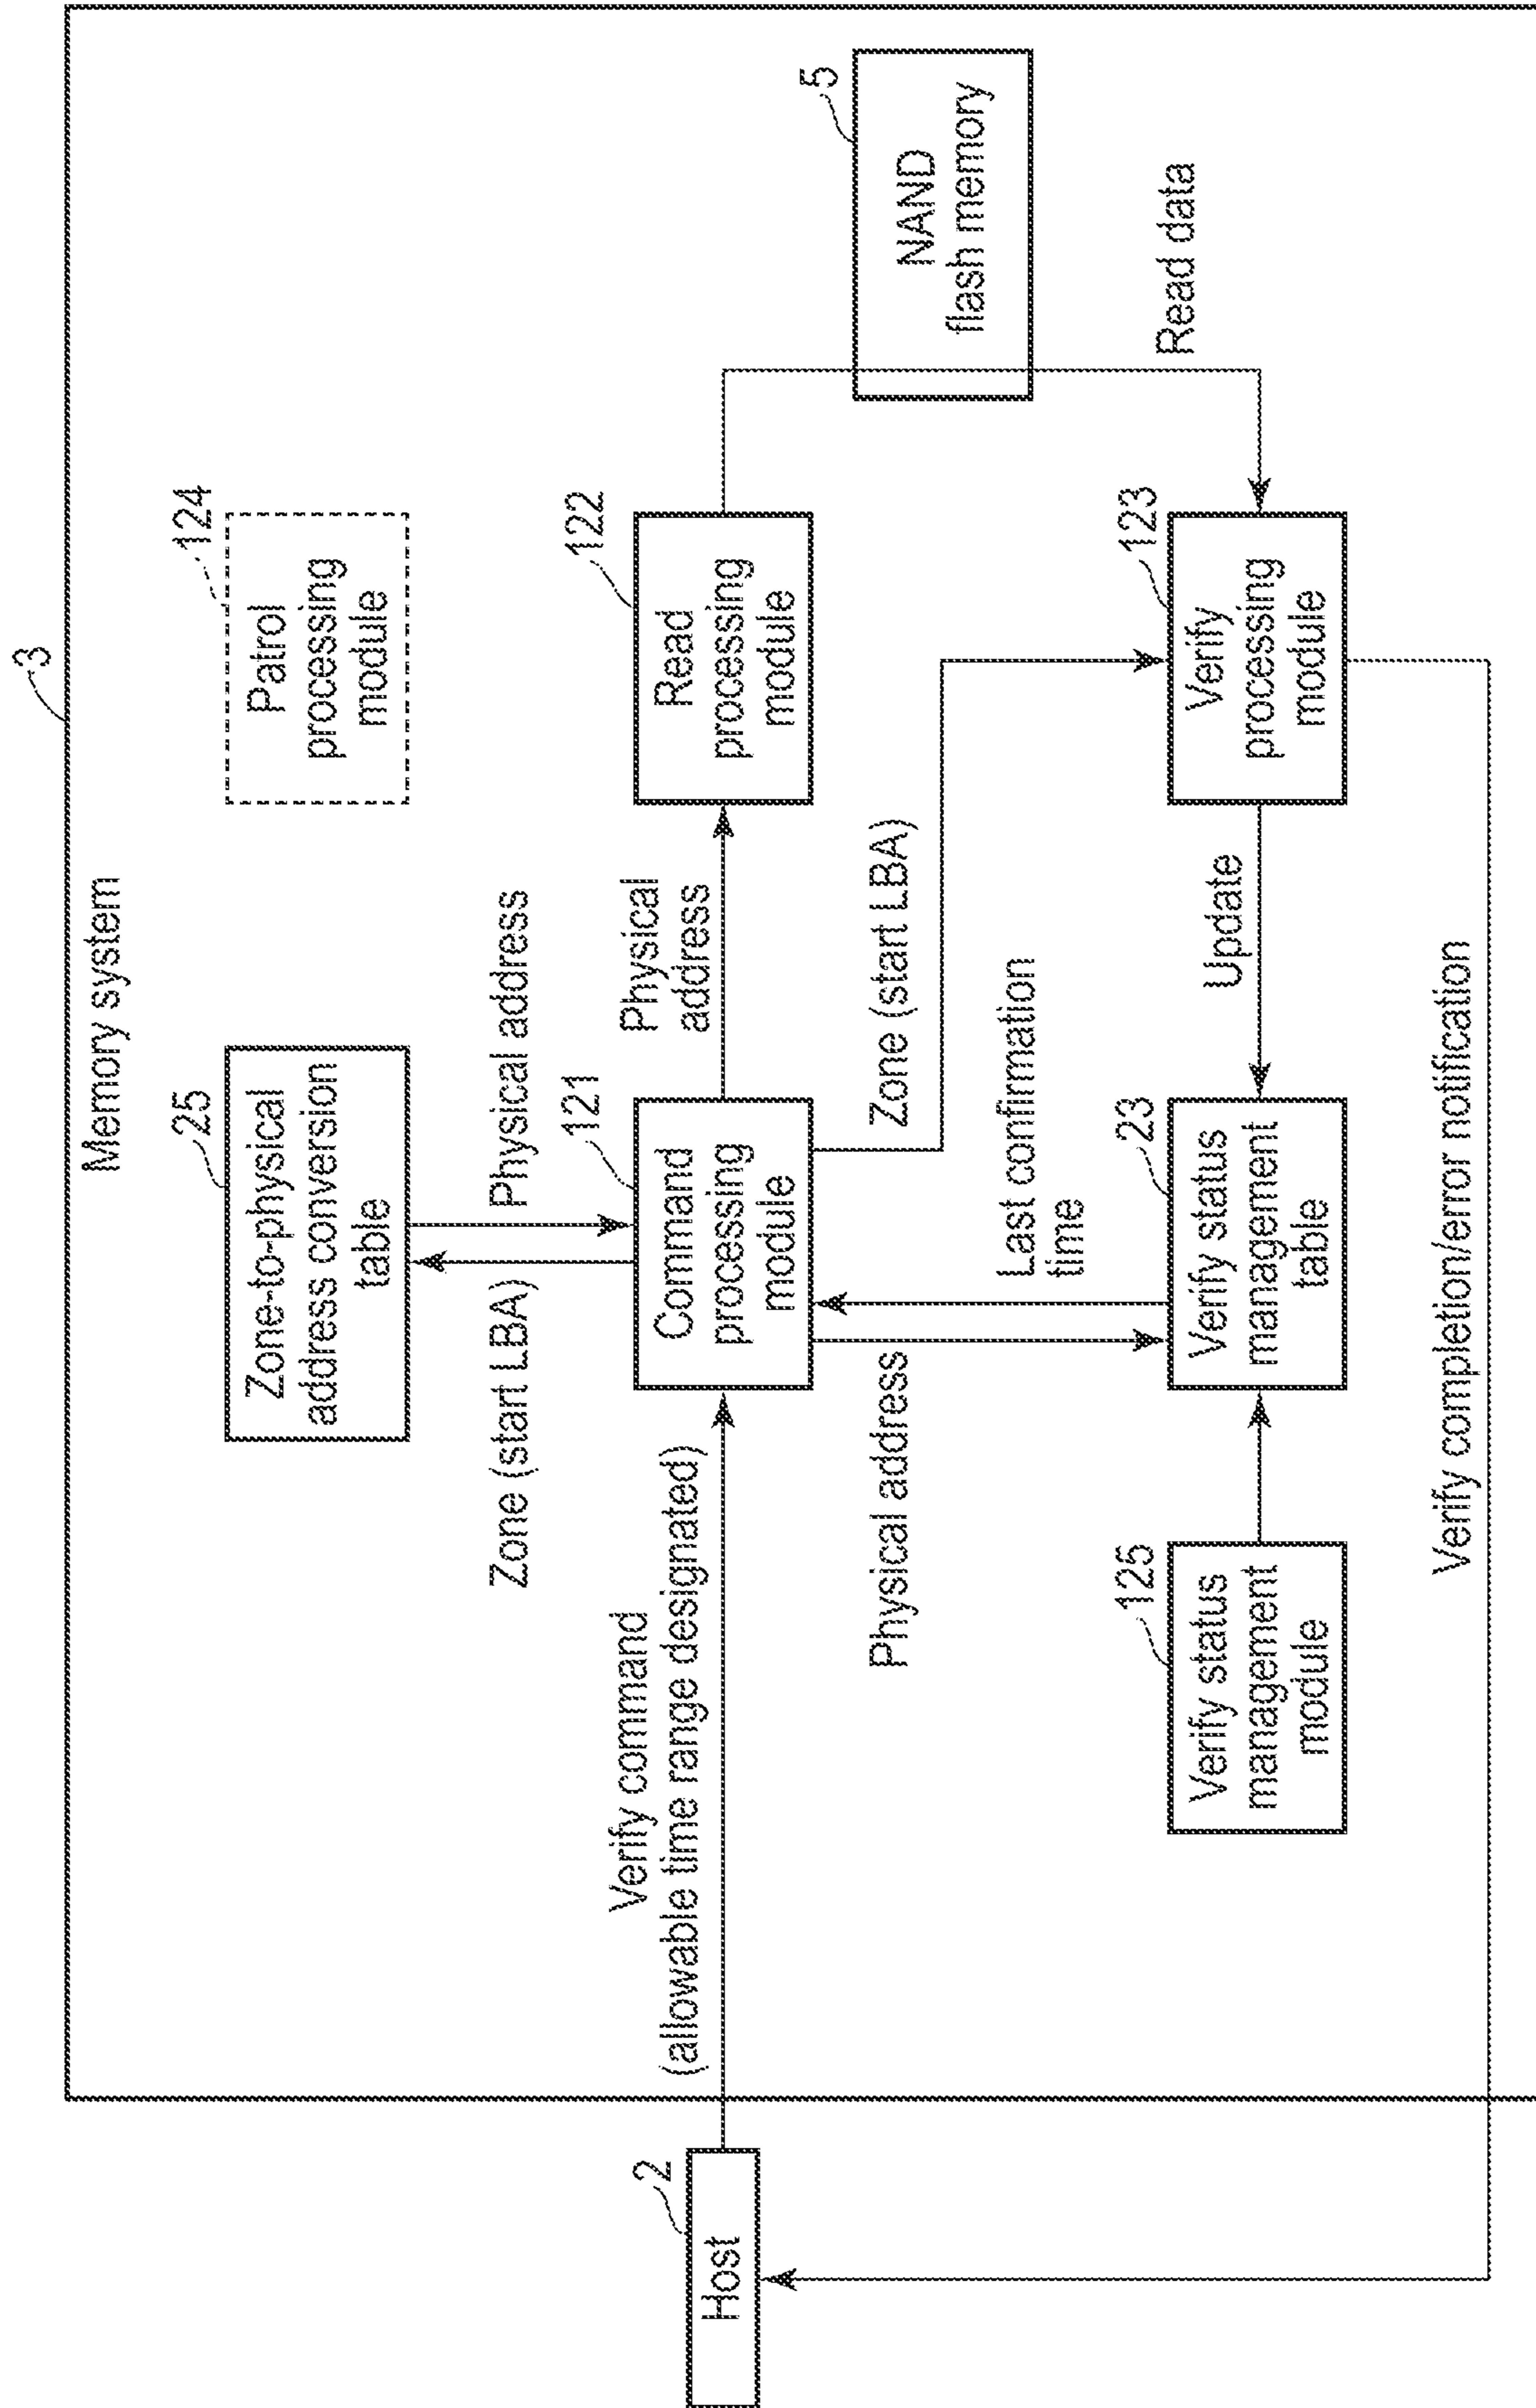 3
Memory system
25
Zone-to-physical
address conversion
table
124
Patrol
processing
module
Zone (start LBA)
Physical address
2
Host
Verify command
(allowable time range designated)
121
Command
processing
module
Physical
address
122
Read
processing
module
5
NAND
flash memory
Physical address
Last confirmation
time
Zone (start LBA)
Read data
125
Verify status
management
module
23
Verify status
management
table
Update
123
Verify
processing
module
Verify completion/error notification